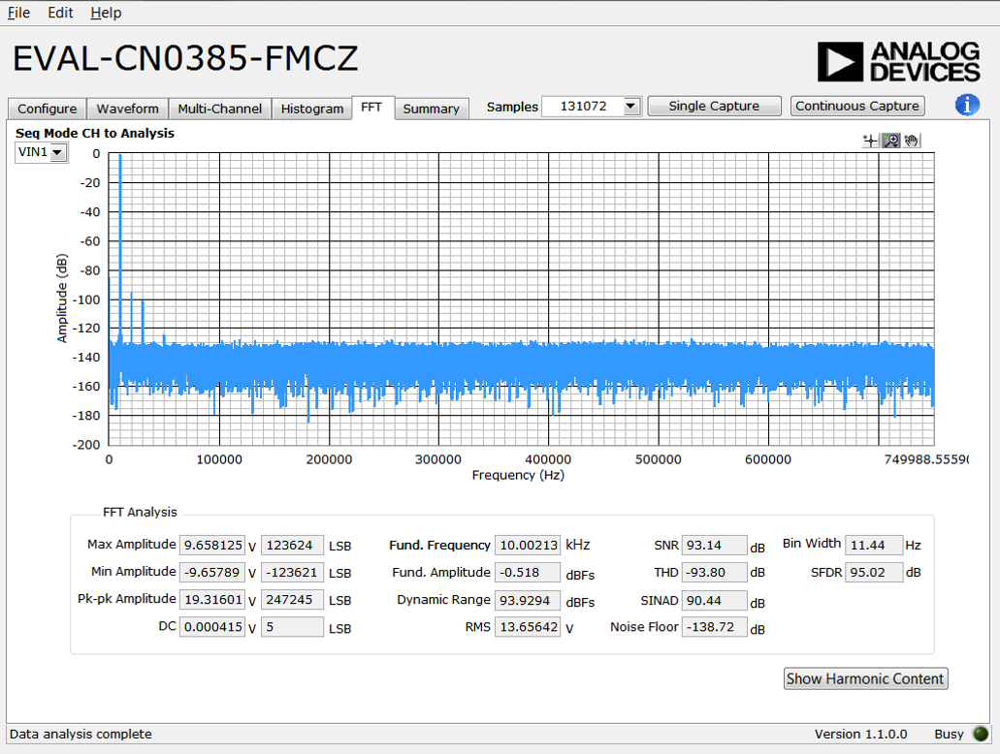 File Edit Help
EVAL-CN0385-FMCZ
ANALOG
DEVICES
Configure Waveform Multi-Channel Histogram FFT Summary Samples 131072 Single Capture Continuous Capture i
Seq Mode CH to Analysis
VIN1
0
-20
-40
-60
-80
-100
-120
-140
-160
-180
-200
Amplitude (dB)
0 100000 200000 300000 400000 500000 600000 749988.5559
Frequency (Hz)
FFT Analysis
Max Amplitude 9.658125 V 123624 LSB Fund. Frequency 10.00213 kHz SNR 93.14 dB Bin Width 11.44 Hz
Min Amplitude -9.65789 V -123621 LSB Fund. Amplitude -0.518 dBFs THD -93.80 dB SFDR 95.02 dB
Pk-pk Amplitude 19.31601 V 247245 LSB Dynamic Range 93.9294 dBFs SINAD 90.44 dB
DC 0.000415 V 5 LSB RMS 13.65642 V Noise Floor -138.72 dB
Show Harmonic Content
Data analysis complete Version 1.1.0.0 Busy